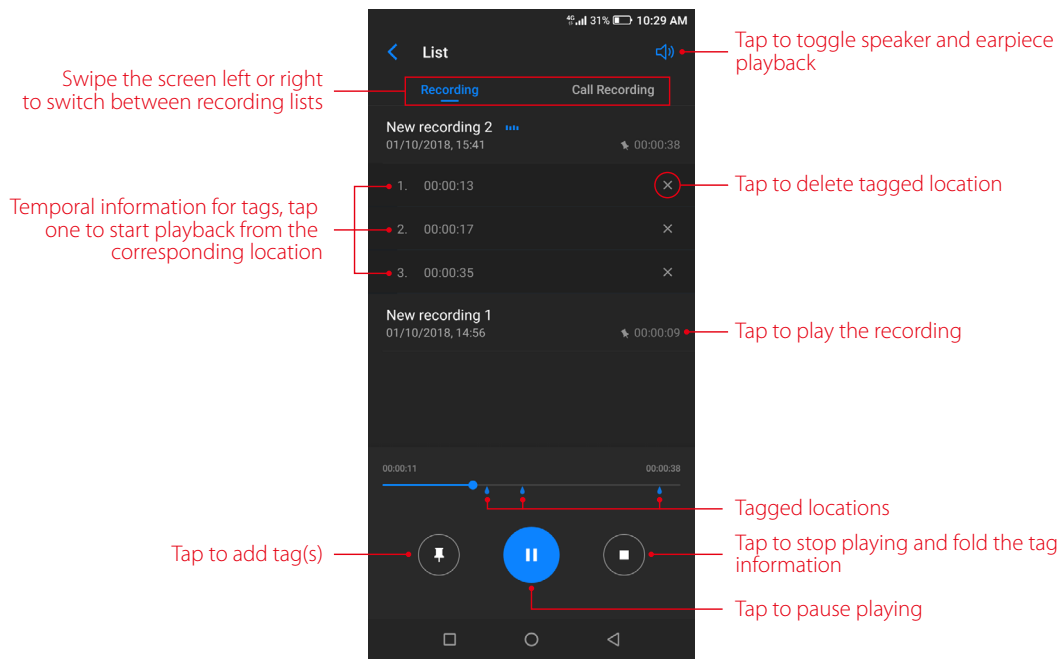 4G 31% 10:29 AM
List
Tap to toggle speaker and earpiece
playback
Swipe the screen left or right
to switch between recording lists
Recording Call Recording
New recording 2
01/10/2018, 15:41 00:00:38
1. 00:00:13
Tap to delete tagged location
Temporal information for tags, tap
one to start playback from the
corresponding location
2. 00:00:17
3. 00:00:35
New recording 1
01/10/2018, 14:56 00:00:09
Tap to play the recording
00:00:11 00:00:38
Tagged locations
Tap to add tag(s)
Tap to stop playing and fold the tag
information
Tap to pause playing